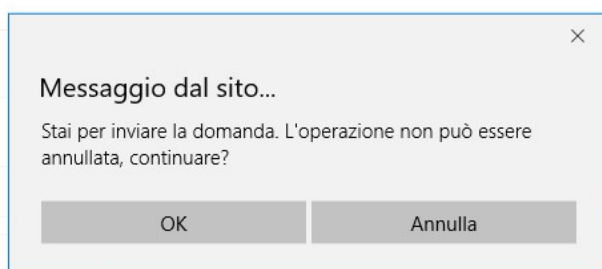 Messaggio dal sito...
Stai per inviare la domanda. L'operazione non può essere
annullata, continuare?
OK
Annulla